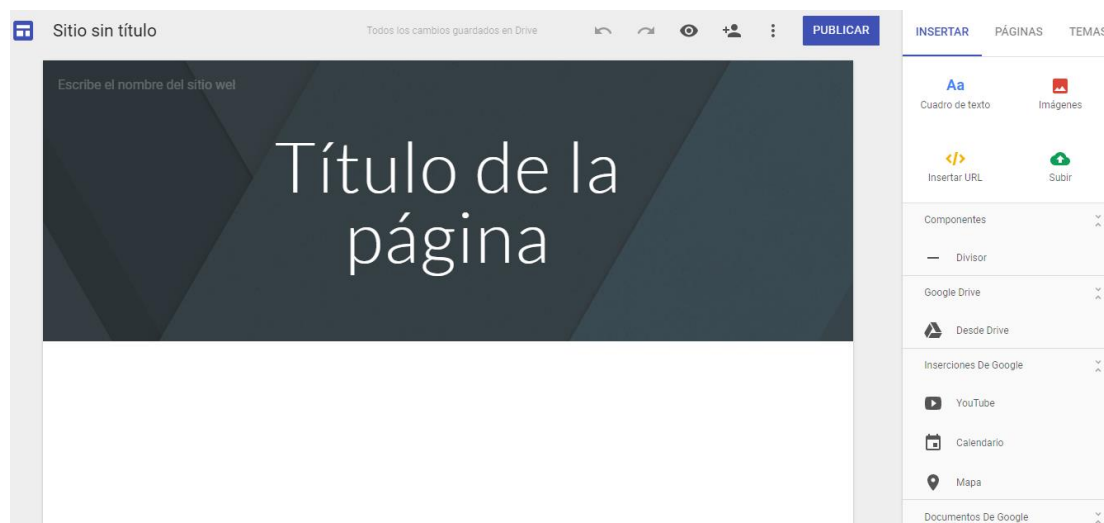 Sitio sin título
Todos los cambios guardados en Drive
PUBLICAR
INSERTAR
PÁGINAS
TEMAS
Escribe el nombre del sitio wel
Título de la
página
Aa
Cuadro de texto
Imágenes
</>
Insertar URL
Subir
Componentes
Divisor
Google Drive
Desde Drive
Inserciones De Google
YouTube
Calendario
Mapa
Documentos De Google